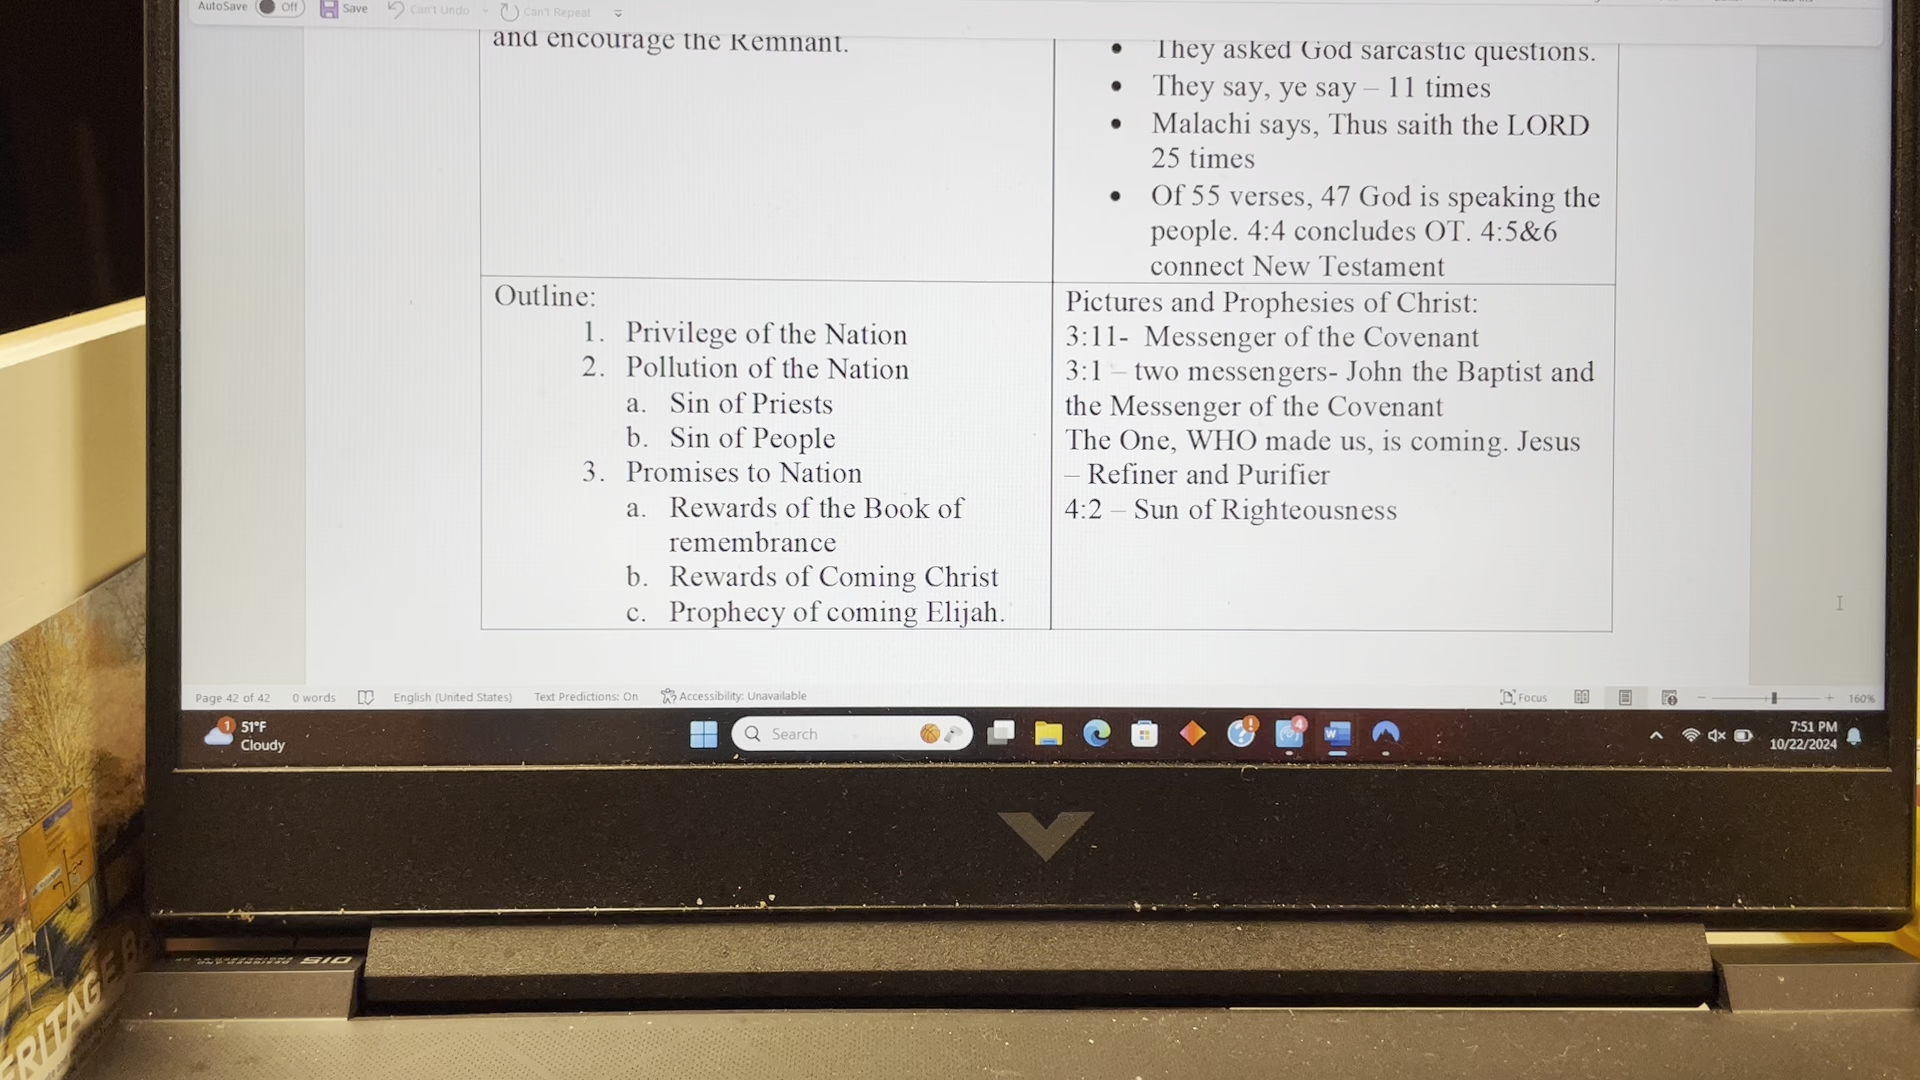 AutoSave Off Save Can't Undo Can't Repeat
and encourage the Remnant.
• They asked God sarcastic questions.
• They say, ye say – 11 times
• Malachi says, Thus saith the LORD
25 times
• Of 55 verses, 47 God is speaking the
people. 4:4 concludes OT. 4:5&6
connect New Testament
Outline:
1. Privilege of the Nation
2. Pollution of the Nation
a. Sin of Priests
b. Sin of People
3. Promises to Nation
a. Rewards of the Book of
remembrance
b. Rewards of Coming Christ
c. Prophecy of coming Elijah.
Pictures and Prophesies of Christ:
3:11- Messenger of the Covenant
3:1 – two messengers- John the Baptist and
the Messenger of the Covenant
The One, WHO made us, is coming. Jesus
– Refiner and Purifier
4:2 – Sun of Righteousness
Page 42 of 42 0 words English (United States) Text Predictions: On Accessibility: Unavailable Focus 160%
1 51°F
Cloudy
Search
4
7:51 PM
10/22/2024